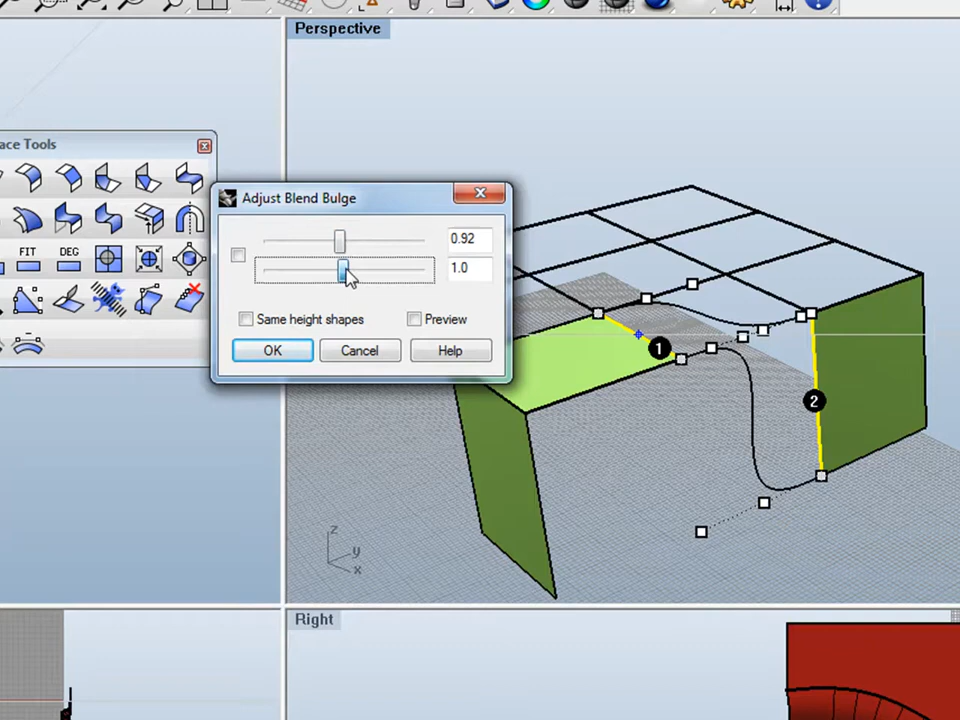 Perspective
ace Tools
FIT
DEG
Adjust Blend Bulge
0.92
1.0
Same height shapes
Preview
OK
Cancel
Help
1
2
z
y
x
Right